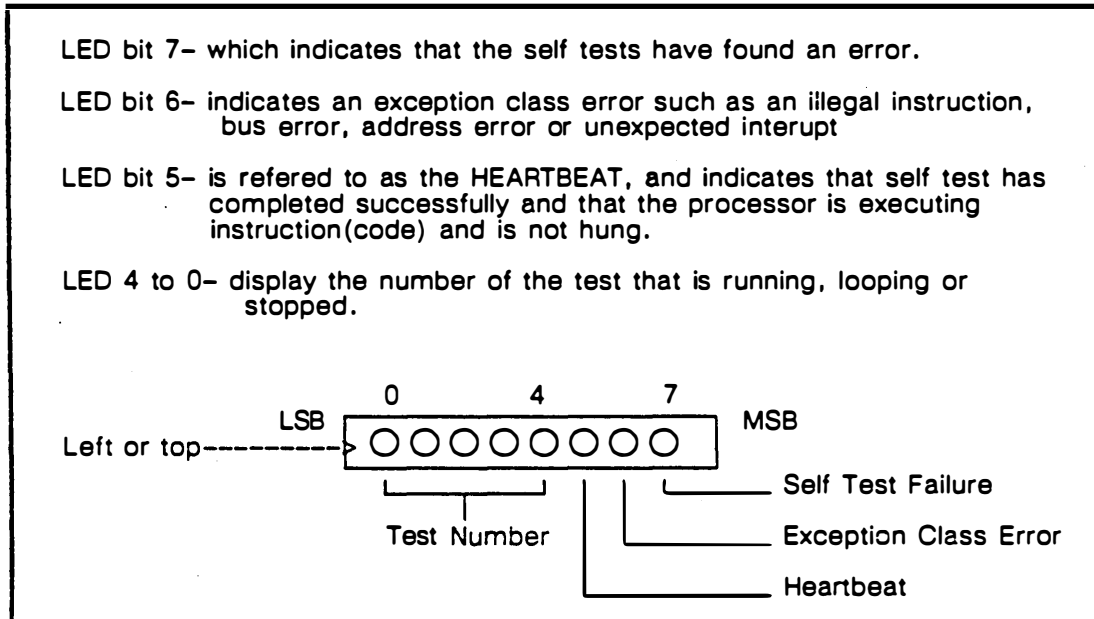 LED bit 7– which indicates that the self tests have found an error.
LED bit 6– indicates an exception class error such as an illegal instruction,
bus error, address error or unexpected interupt
LED bit 5– is refered to as the HEARTBEAT, and indicates that self test has
completed successfully and that the processor is executing
instruction(code) and is not hung.
LED 4 to 0– display the number of the test that is running, looping or
stopped.
0 4 7
LSB MSB
Left or top
Self Test Failure
Test Number Exception Class Error
Heartbeat